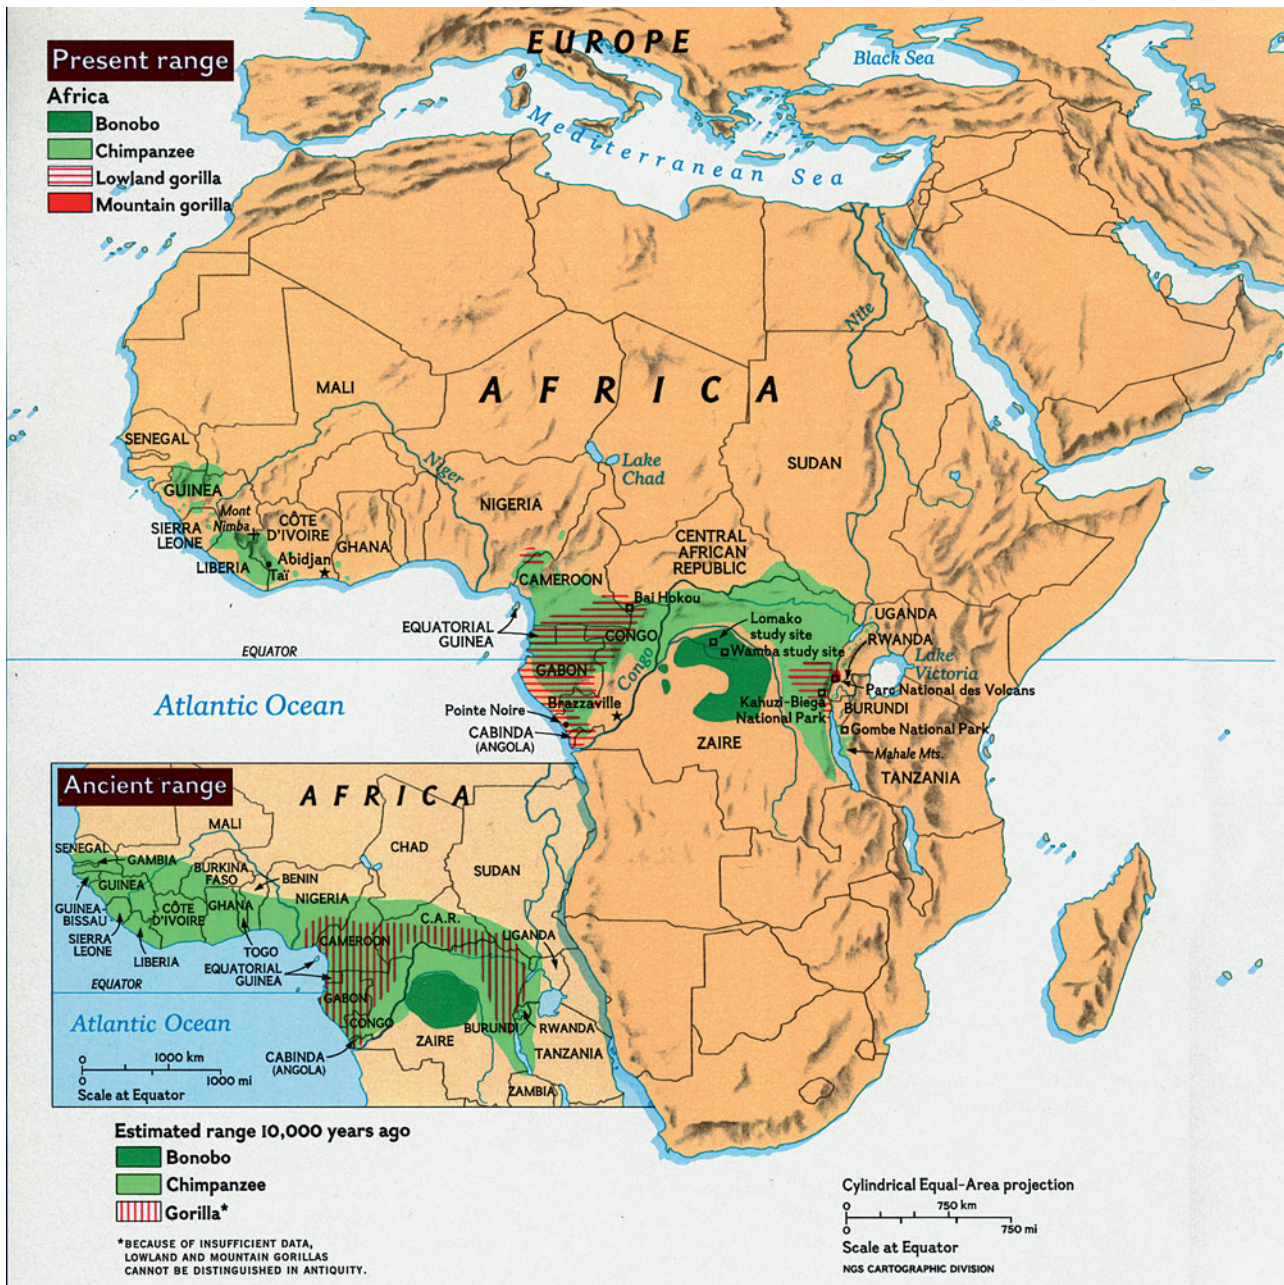 Present range
Africa
Bonobo
Chimpanzee
Lowland gorilla
Mountain gorilla
EUROPE
Black Sea
Mediterranean Sea
AFRICA
Nile
MALI
SENEGAL
Niger
Lake
Chad
SUDAN
GUINEA
NIGERIA
Mont
Nimba
SIERRA
LEONE
CÔTE
D'IVOIRE
GHANA
CENTRAL
AFRICAN
REPUBLIC
LIBERIA
Abidjan
Taï
CAMEROON
Bai Hokou
UGANDA
EQUATORIAL
GUINEA
CONGO
Lomako
study site
Wamba study site
RWANDA
EQUATOR
GABON
Congo
Lake
Victoria
Parc National des Volcans
Atlantic Ocean
Brazzaville
Kahuzi-Biega
National Park
BURUNDI
Pointe Noire
CABINDA
(ANGOLA)
ZAIRE
Gombe National Park
Mahale Mts.
TANZANIA
Ancient range
AFRICA
MALI
CHAD
SENEGAL
GAMBIA
BURKINA
FASO
BENIN
SUDAN
GUINEA
NIGERIA
GUINEA-
BISSAU
CÔTE
D'IVOIRE
GHANA
C.A.R.
SIERRA
LEONE
LIBERIA
TOGO
CAMEROON
UGANDA
EQUATORIAL
GUINEA
EQUATOR
GABON
Atlantic Ocean
CONGO
ZAIRE
BURUNDI
RWANDA
TANZANIA
CABINDA
(ANGOLA)
ZAMBIA
0 1000 km
0 1000 mi
Scale at Equator
Estimated range 10,000 years ago
Bonobo
Chimpanzee
Gorilla*
*BECAUSE OF INSUFFICIENT DATA,
LOWLAND AND MOUNTAIN GORILLAS
CANNOT BE DISTINGUISHED IN ANTIQUITY.
Cylindrical Equal-Area projection
0 750 km
0 750 mi
Scale at Equator
NGS CARTOGRAPHIC DIVISION